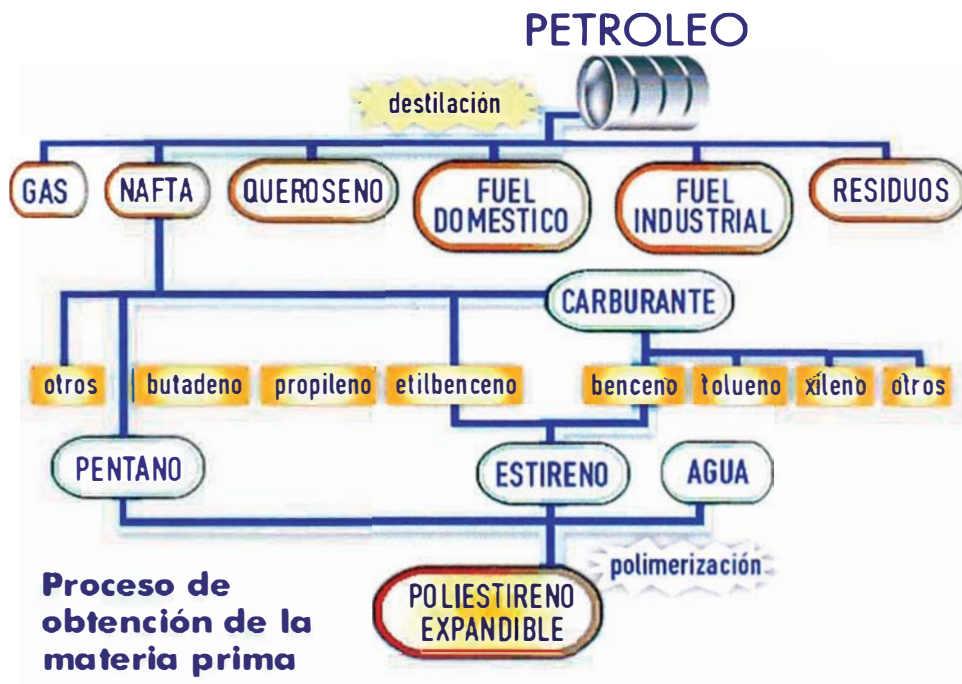 PETROLEO
destilación
GAS
NAFTA
QUEROSENO
FUEL
DOMESTICO
FUEL
INDUSTRIAL
RESIDUOS
CARBURANTE
otros
butadeno
propileno
etilbenceno
benceno
tolueno
xileno
otros
PENTANO
ESTIRENO
AGUA
polimerización
POLIESTIRENO
EXPANDIBLE
Proceso de
obtención de la
materia prima